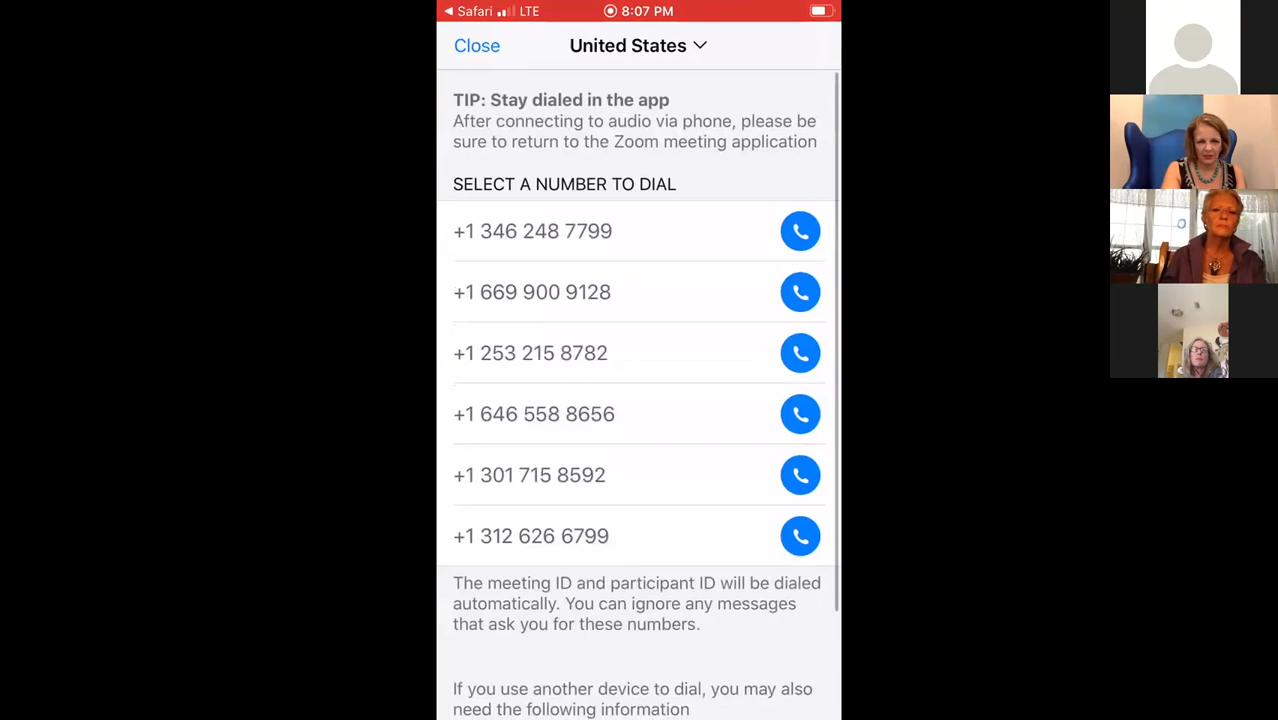 Safari LTE 8:07 PM
Close United States
TIP: Stay dialed in the app
After connecting to audio via phone, please be
sure to return to the Zoom meeting application
SELECT A NUMBER TO DIAL
+1 346 248 7799
+1 669 900 9128
+1 253 215 8782
+1 646 558 8656
+1 301 715 8592
+1 312 626 6799
The meeting ID and participant ID will be dialed
automatically. You can ignore any messages
that ask you for these numbers.
If you use another device to dial, you may also
need the following information